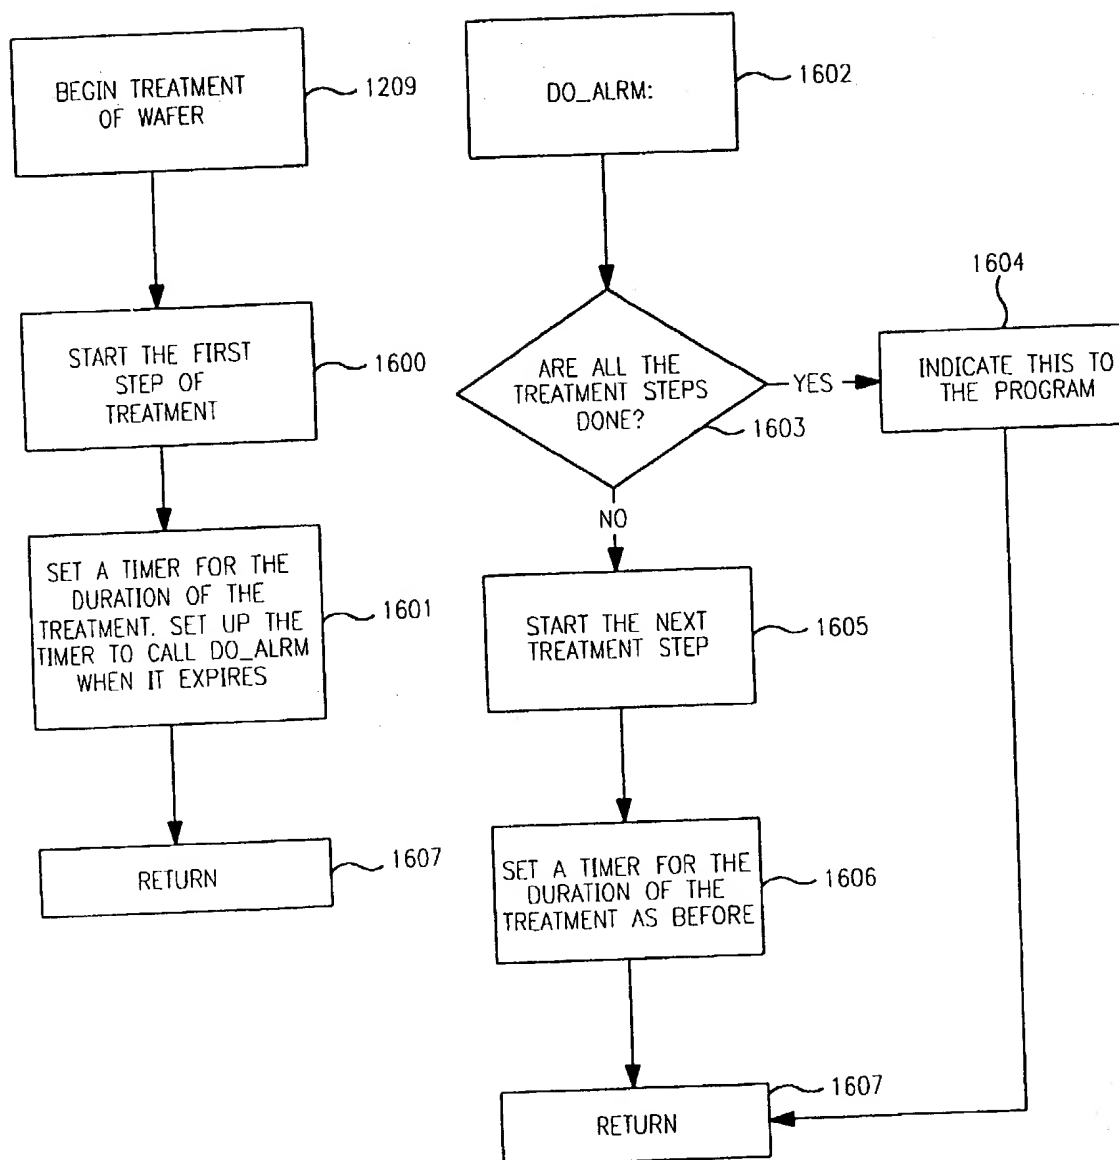 BEGIN TREATMENT
OF WAFER
1209
START THE FIRST
STEP OF
TREATMENT
1600
SET A TIMER FOR THE
DURATION OF THE
TREATMENT. SET UP THE
TIMER TO CALL DO_ALRM
WHEN IT EXPIRES
1601
RETURN
1607
DO_ALRM:
1602
ARE ALL THE
TREATMENT STEPS
DONE?
1603
YES
1604
INDICATE THIS TO
THE PROGRAM
NO
START THE NEXT
TREATMENT STEP
1605
SET A TIMER FOR THE
DURATION OF THE
TREATMENT AS BEFORE
1606
RETURN
1607